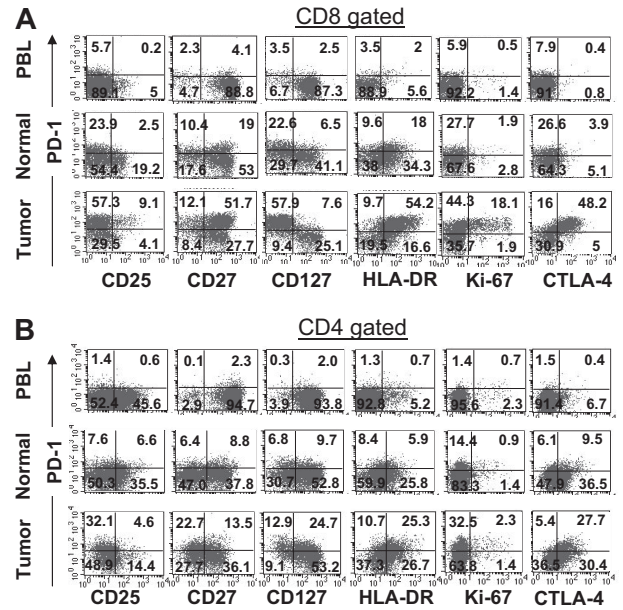 A
CD8 gated
PBL
5.7 0.2 2.3 4.1 3.5 2.5 3.5 2 5.9 0.5 7.9 0.4
89.1 5 4.7 88.8 6.7 87.3 88.9 5.6 92.2 1.4 91 0.8
Normal
PD-1
23.9 2.5 10.4 19 22.6 6.5 9.6 18 27.7 1.9 26.6 3.9
54.4 19.2 17.6 53 29.7 41.1 38 34.3 67.6 2.8 64.3 5.1
Tumor
57.3 9.1 12.1 51.7 57.9 7.6 9.7 54.2 44.3 18.1 16 48.2
29.5 4.1 8.4 27.7 9.4 25.1 19.5 16.6 35.7 1.9 30.9 5
CD25 CD27 CD127 HLA-DR Ki-67 CTLA-4
B
CD4 gated
PBL
1.4 0.6 0.1 2.3 0.3 2.0 1.3 0.7 1.4 0.7 1.5 0.4
52.4 45.6 2.9 94.7 3.9 93.8 92.8 5.2 95.6 2.3 91.4 6.7
Normal
PD-1
7.6 6.6 6.4 8.8 6.8 9.7 8.4 5.9 14.4 0.9 6.1 9.5
50.3 35.5 47.0 37.8 30.7 52.8 59.9 25.8 83.3 1.4 47.9 36.5
Tumor
32.1 4.6 22.7 13.5 12.9 24.7 10.7 25.3 32.5 2.3 5.4 27.7
48.9 14.4 27.7 36.1 9.1 53.2 37.3 26.7 63.8 1.4 36.5 30.4
CD25 CD27 CD127 HLA-DR Ki-67 CTLA-4